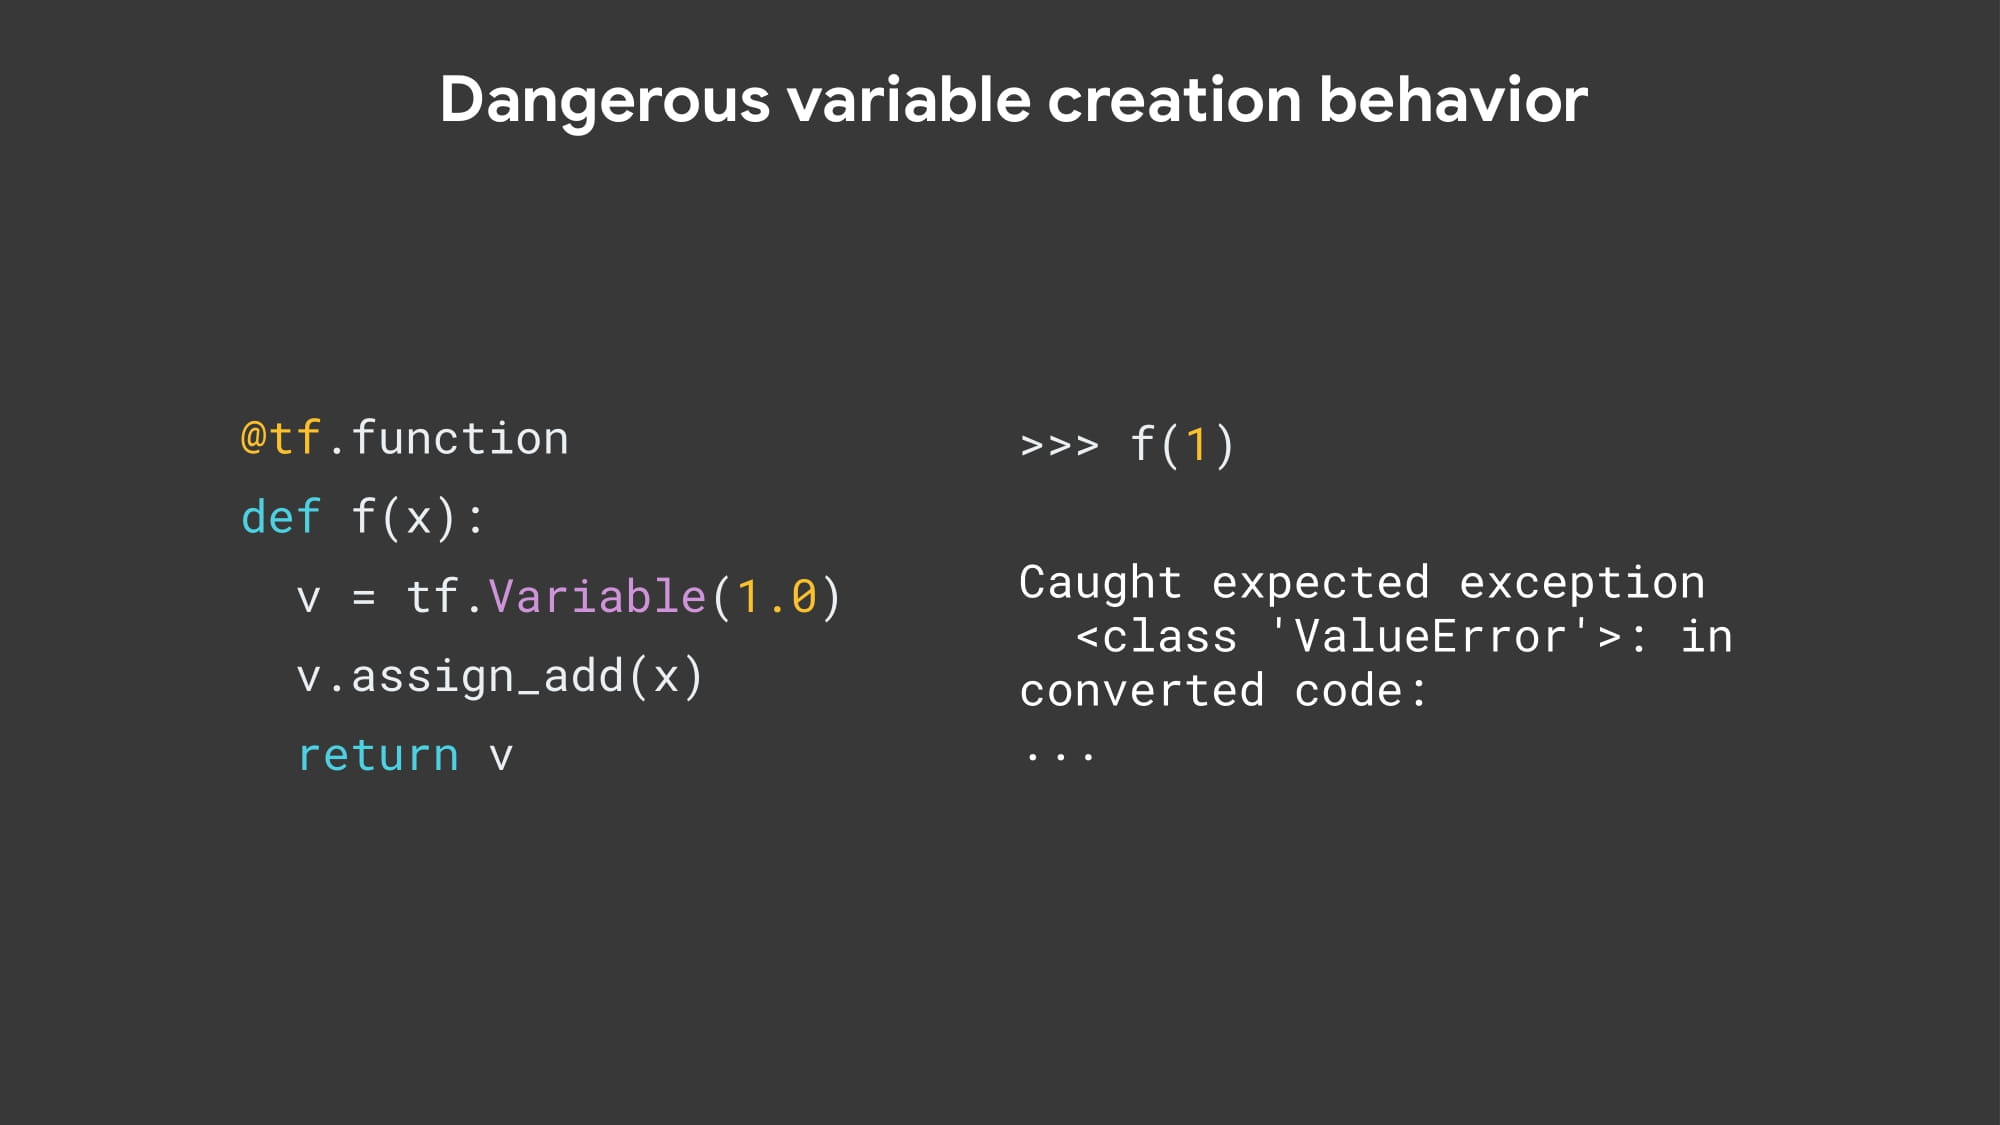 Dangerous variable creation behavior
@tf.function
def f(x):
  v = tf.Variable(1.0)
  v.assign_add(x)
  return v
>>> f(1)
Caught expected exception
  <class 'ValueError'>: in
converted code:
...